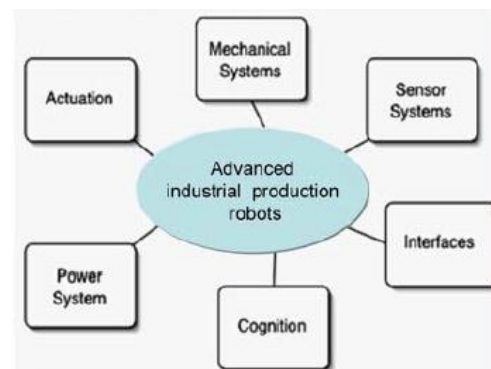 Mechanical
Systems
Actuation
Sensor
Systems
Advanced
industrial production
robots
Power
System
Interfaces
Cognition